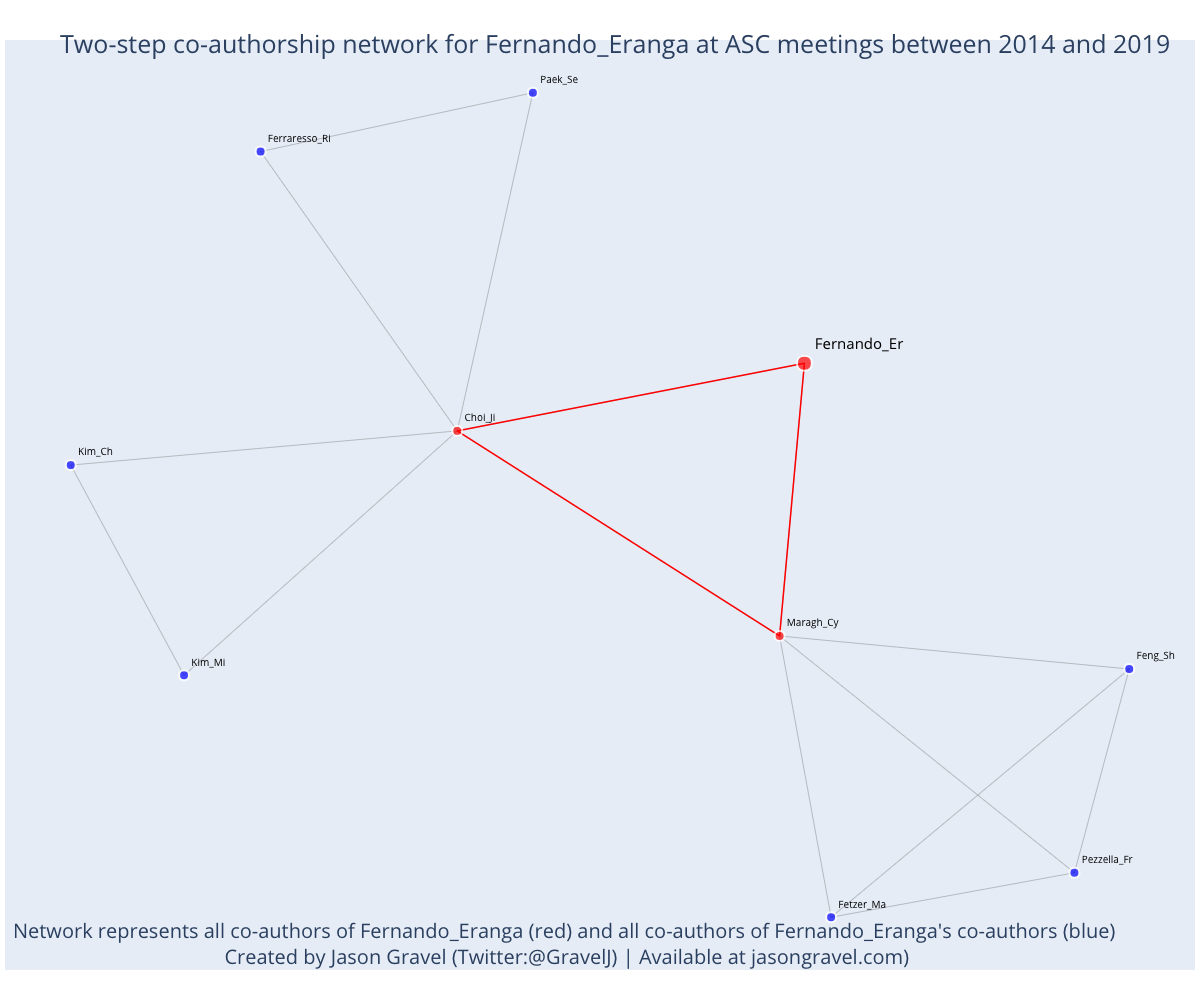 Two-step co-authorship network for Fernando_Eranga at ASC meetings between 2014 and 2019
Paek_Se
Ferraresso_Ri
Fernando_Er
Choi_Ji
Kim_Ch
Maragh_Cy
Feng_Sh
Kim_Mi
Pezzella_Fr
Fetzer_Ma
Network represents all co-authors of Fernando_Eranga (red) and all co-authors of Fernando_Eranga's co-authors (blue)
Created by Jason Gravel (Twitter:@GravelJ) | Available at jasongravel.com)